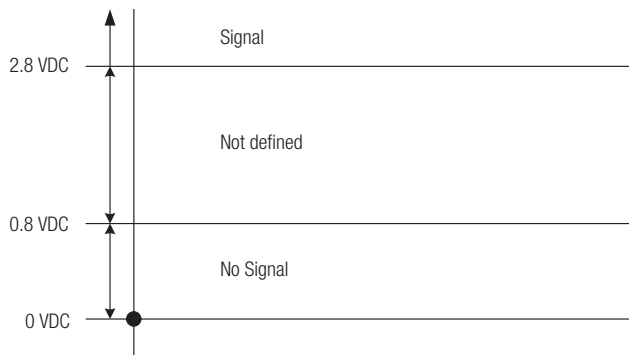 Signal
2.8 VDC
Not defined
0.8 VDC
No Signal
0 VDC